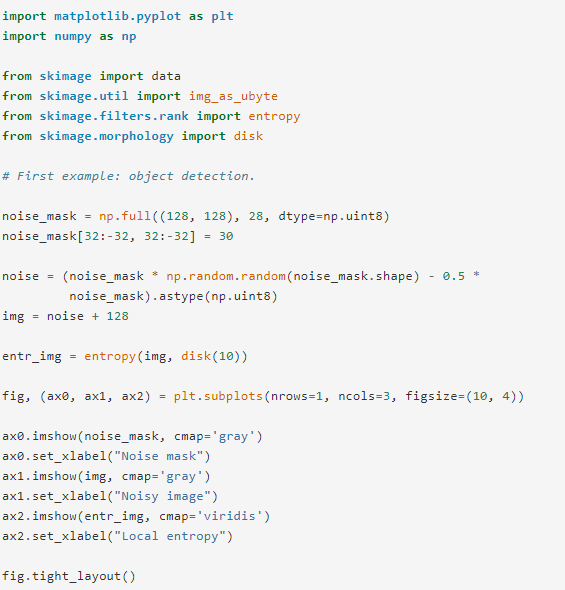 import matplotlib.pyplot as plt
import numpy as np

from skimage import data
from skimage.util import img_as_ubyte
from skimage.filters.rank import entropy
from skimage.morphology import disk

# First example: object detection.

noise_mask = np.full((128, 128), 28, dtype=np.uint8)
noise_mask[32:-32, 32:-32] = 30

noise = (noise_mask * np.random.random(noise_mask.shape) - 0.5 *
         noise_mask).astype(np.uint8)
img = noise + 128

entr_img = entropy(img, disk(10))

fig, (ax0, ax1, ax2) = plt.subplots(nrows=1, ncols=3, figsize=(10, 4))

ax0.imshow(noise_mask, cmap='gray')
ax0.set_xlabel("Noise mask")
ax1.imshow(img, cmap='gray')
ax1.set_xlabel("Noisy image")
ax2.imshow(entr_img, cmap='viridis')
ax2.set_xlabel("Local entropy")

fig.tight_layout()